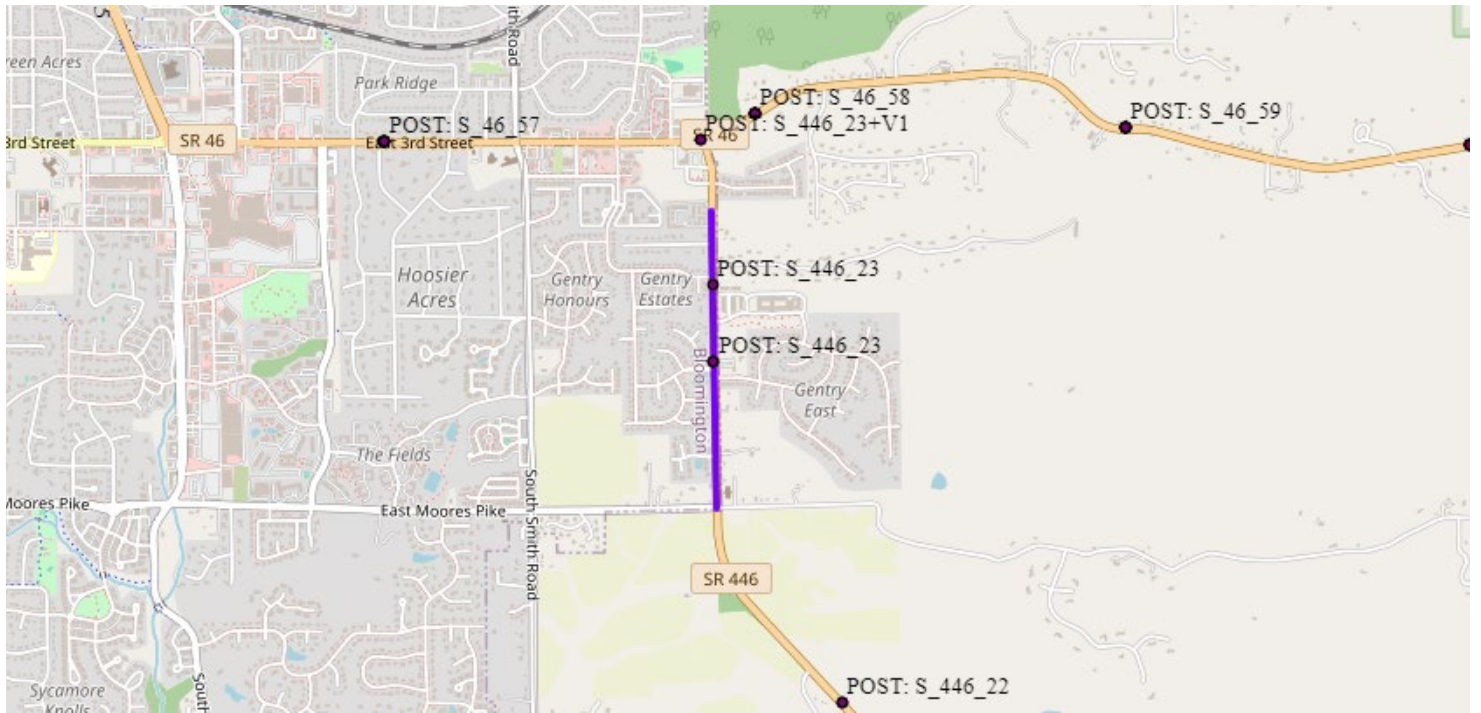 ith Road
reen Acres
Park Ridge
POST: S_46_58
POST: S_46_59
POST: S_46_57
POST: S_446_23+V1
3rd Street
SR 46
East 3rd Street
SR 46
POST: S_446_23
Hoosier
Acres
Gentry
Honours
Gentry
Estates
POST: S_446_23
Bloomington
Gentry
East
The Fields
Moores Pike
East Moores Pike
South Smith Road
SR 446
POST: S_446_22
Sycamore
Knolls
South